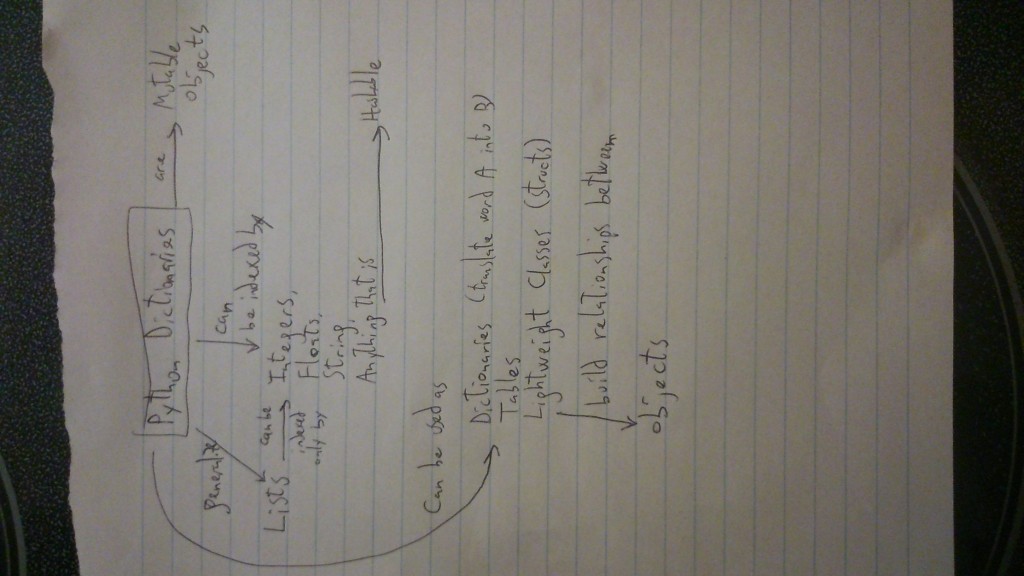 Python Dictionaries
are
Mutable
objects
generalize
can
be indexed by
Lists
can be
indexed
only by
Integers,
Floats,
String,
Anything that is
Hashable
Can be used as
Dictionaries (translate word A into B)
Tables
Lightweight Classes (structs)
build relationships between
objects